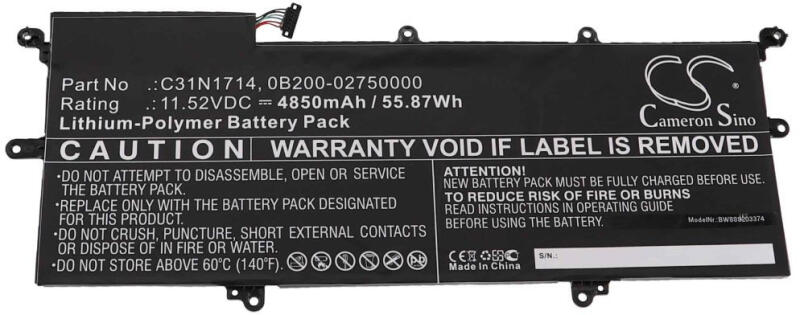 Part No .: C31N1714, 0B200-02750000
Rating .: 11.52VDC ⎓ 4850mAh / 55.87Wh
Lithium-Polymer Battery Pack
CS
Cameron Sino
CAUTION
WARRANTY VOID IF LABEL IS REMOVED
•DO NOT ATTEMPT TO DISASSEMBLE, OPEN OR SERVICE
THE BATTERY PACK.
•REPLACE ONLY WITH THE BATTERY PACK DESIGNATED
FOR THIS PRODUCT.
•DO NOT CRUSH, PUNCTURE, SHORT EXTERNAL CONTACTS
OR DISPOSE OF IN FIRE OR WATER.
•DO NOT STORE ABOVE 60°C (140°F).
ATTENTION!
NEW BATTERY PACK MUST BE FULLY CHARGED BEFORE USE.
TO REDUCE RISK OF FIRE OR BURNS
READ INSTRUCTIONS IN OPERATING GUIDE
BEFORE USING THE BATTERY.
CE FC
Made In China
S/N: